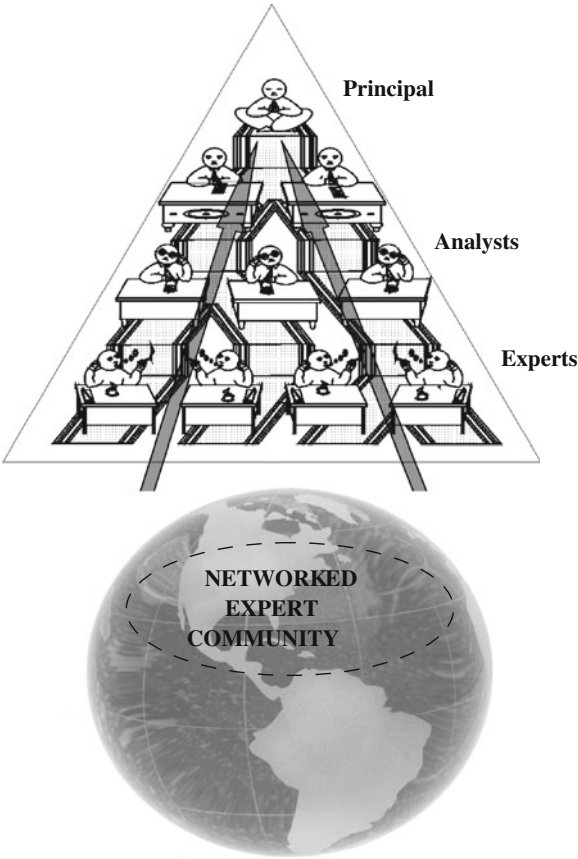 Principal
Analysts
Experts
NETWORKED
EXPERT
COMMUNITY